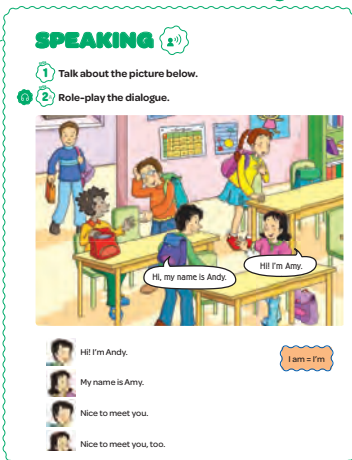 SPEAKING
1 Talk about the picture below.
2 Role-play the dialogue.
Hi, my name is Andy.
Hi! I'm Amy.
Hi! I'm Andy.
I am = I'm
My name is Amy.
Nice to meet you.
Nice to meet you, too.